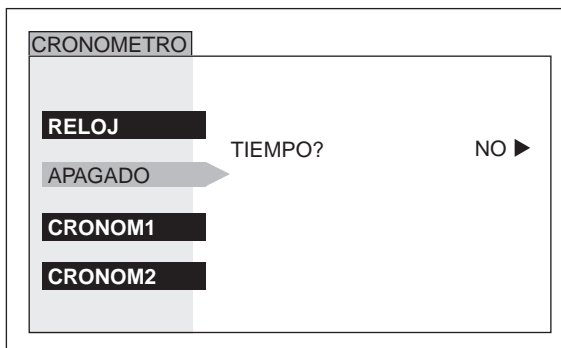 CRONOMETRO
RELOJ
TIEMPO? NO ▶
APAGADO
CRONOM1
CRONOM2